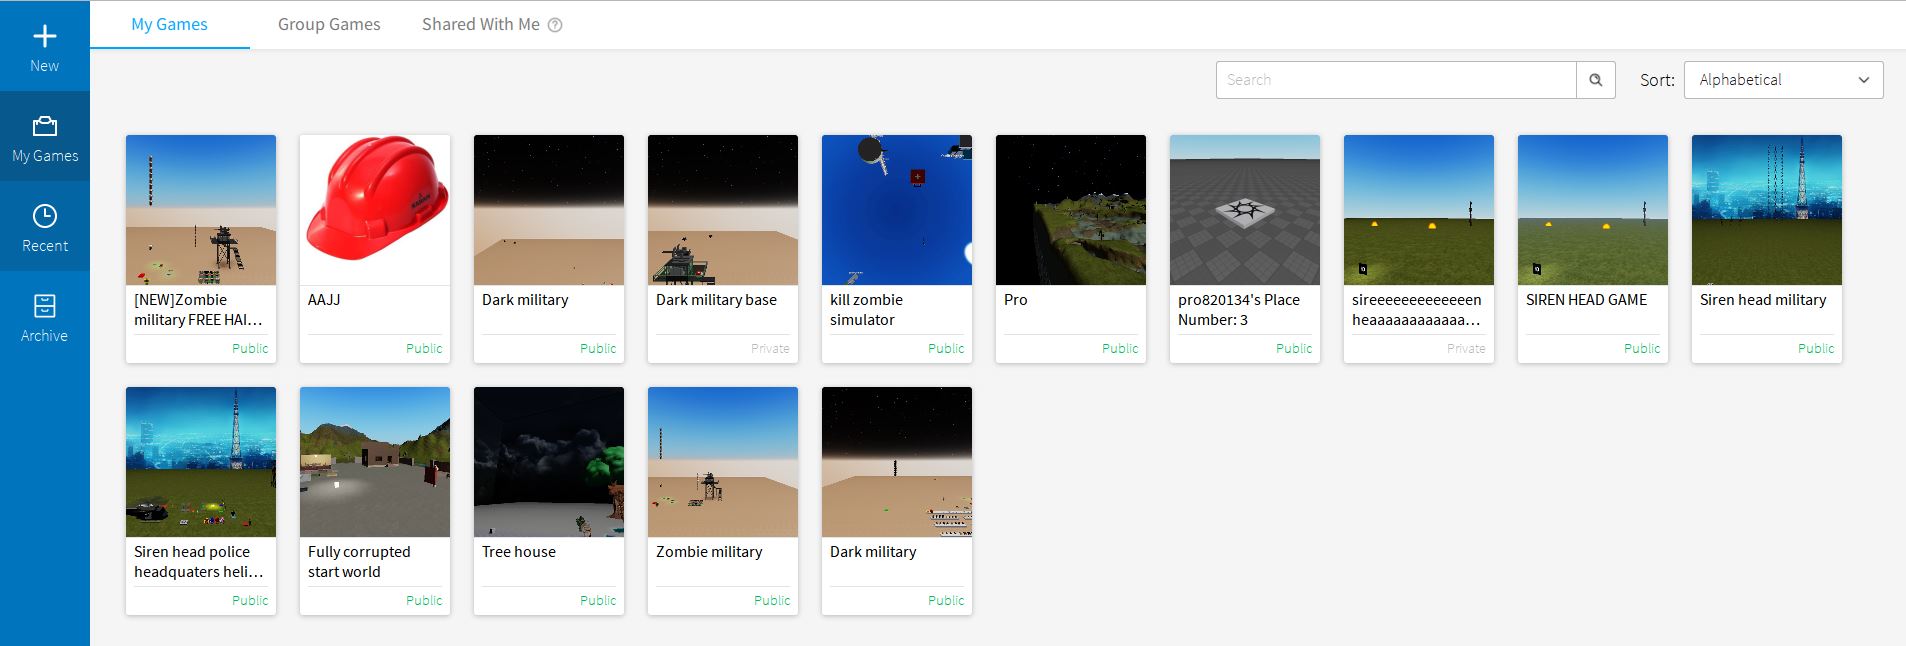 My Games
Group Games
Shared With Me
New
Search
Sort:
Alphabetical
My Games
Recent
Archive
[NEW]Zombie
military FREE HAI...
Public
AAJJ
Public
Dark military
Public
Dark military base
Private
kill zombie
simulator
Public
Pro
Public
pro820134's Place
Number: 3
Public
sireeeeeeeeeeeeen
heaaaaaaaaaaaa...
Private
SIREN HEAD GAME
Public
Siren head military
Public
Siren head police
headquaters heli...
Public
Fully corrupted
start world
Public
Tree house
Public
Zombie military
Public
Dark military
Public